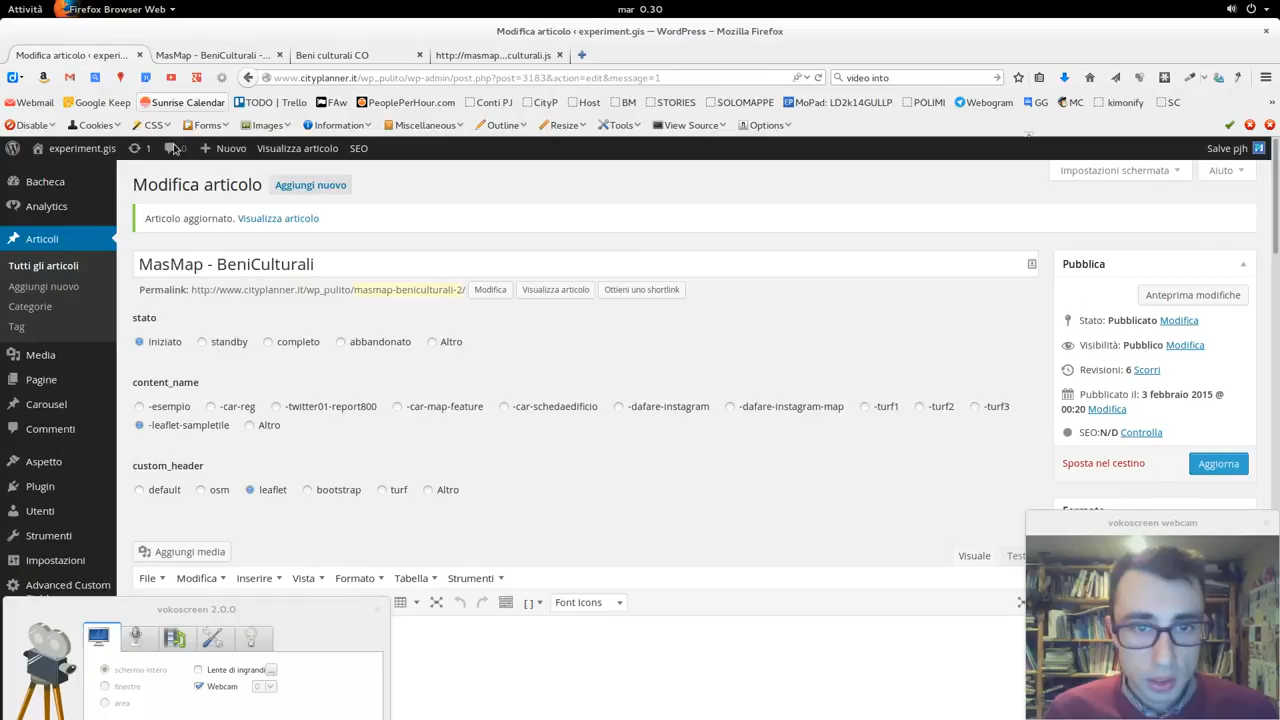 Attività Firefox Browser Web mar 0.30
Modifica articolo ‹ experiment.gis — WordPress - Mozilla Firefox
Modifica articolo ‹ experi... MasMap - BeniCulturali -... Beni culturali CO http://masmap...culturali.js
www.cityplanner.it/wp_pulito/wp-admin/post.php?post=3183&action=edit&message=1 video into
Webmail Google Keep Sunrise Calendar TODO | Trello FAw PeoplePerHour.com Conti PJ CityP Host BM STORIES SOLOMAPPE MoPad: LD2k14GULLP POLIMI Webogram GG MC kimonify SC
Disable Cookies CSS Forms Images Information Miscellaneous Outline Resize Tools View Source Options
experiment.gis 1 0 Nuovo Visualizza articolo SEO Salve pjh
Bacheca
Analytics
Articoli
Tutti gli articoli
Aggiungi nuovo
Categorie
Tag
Media
Pagine
Carousel
Commenti
Aspetto
Plugin
Utenti
Strumenti
Impostazioni
Advanced Custom
Impostazioni schermata Aiuto
Modifica articolo Aggiungi nuovo
Articolo aggiornato. Visualizza articolo
MasMap - BeniCulturali
Permalink: http://www.cityplanner.it/wp_pulito/masmap-beniculturali-2/ Modifica Visualizza articolo Ottieni uno shortlink
stato
iniziato standby completo abbandonato Altro
content_name
-esempio -car-reg -twitter01-report800 -car-map-feature -car-schedaedificio -dafare-instagram -dafare-instagram-map -turf1 -turf2 -turf3
-leaflet-sampletile Altro
custom_header
default osm leaflet bootstrap turf Altro
Aggiungi media Visuale Test
File Modifica Inserire Vista Formato Tabella Strumenti
Font Icons
Pubblica
Anteprima modifiche
Stato: Pubblicato Modifica
Visibilità: Pubblico Modifica
Revisioni: 6 Scorri
Pubblicato il: 3 febbraio 2015 @
00:20 Modifica
SEO:N/D Controlla
Sposta nel cestino Aggiorna
vokoscreen webcam
vokoscreen 2.0.0
schermo intero
finestre
area
Lente di ingrandi ...
Webcam 0